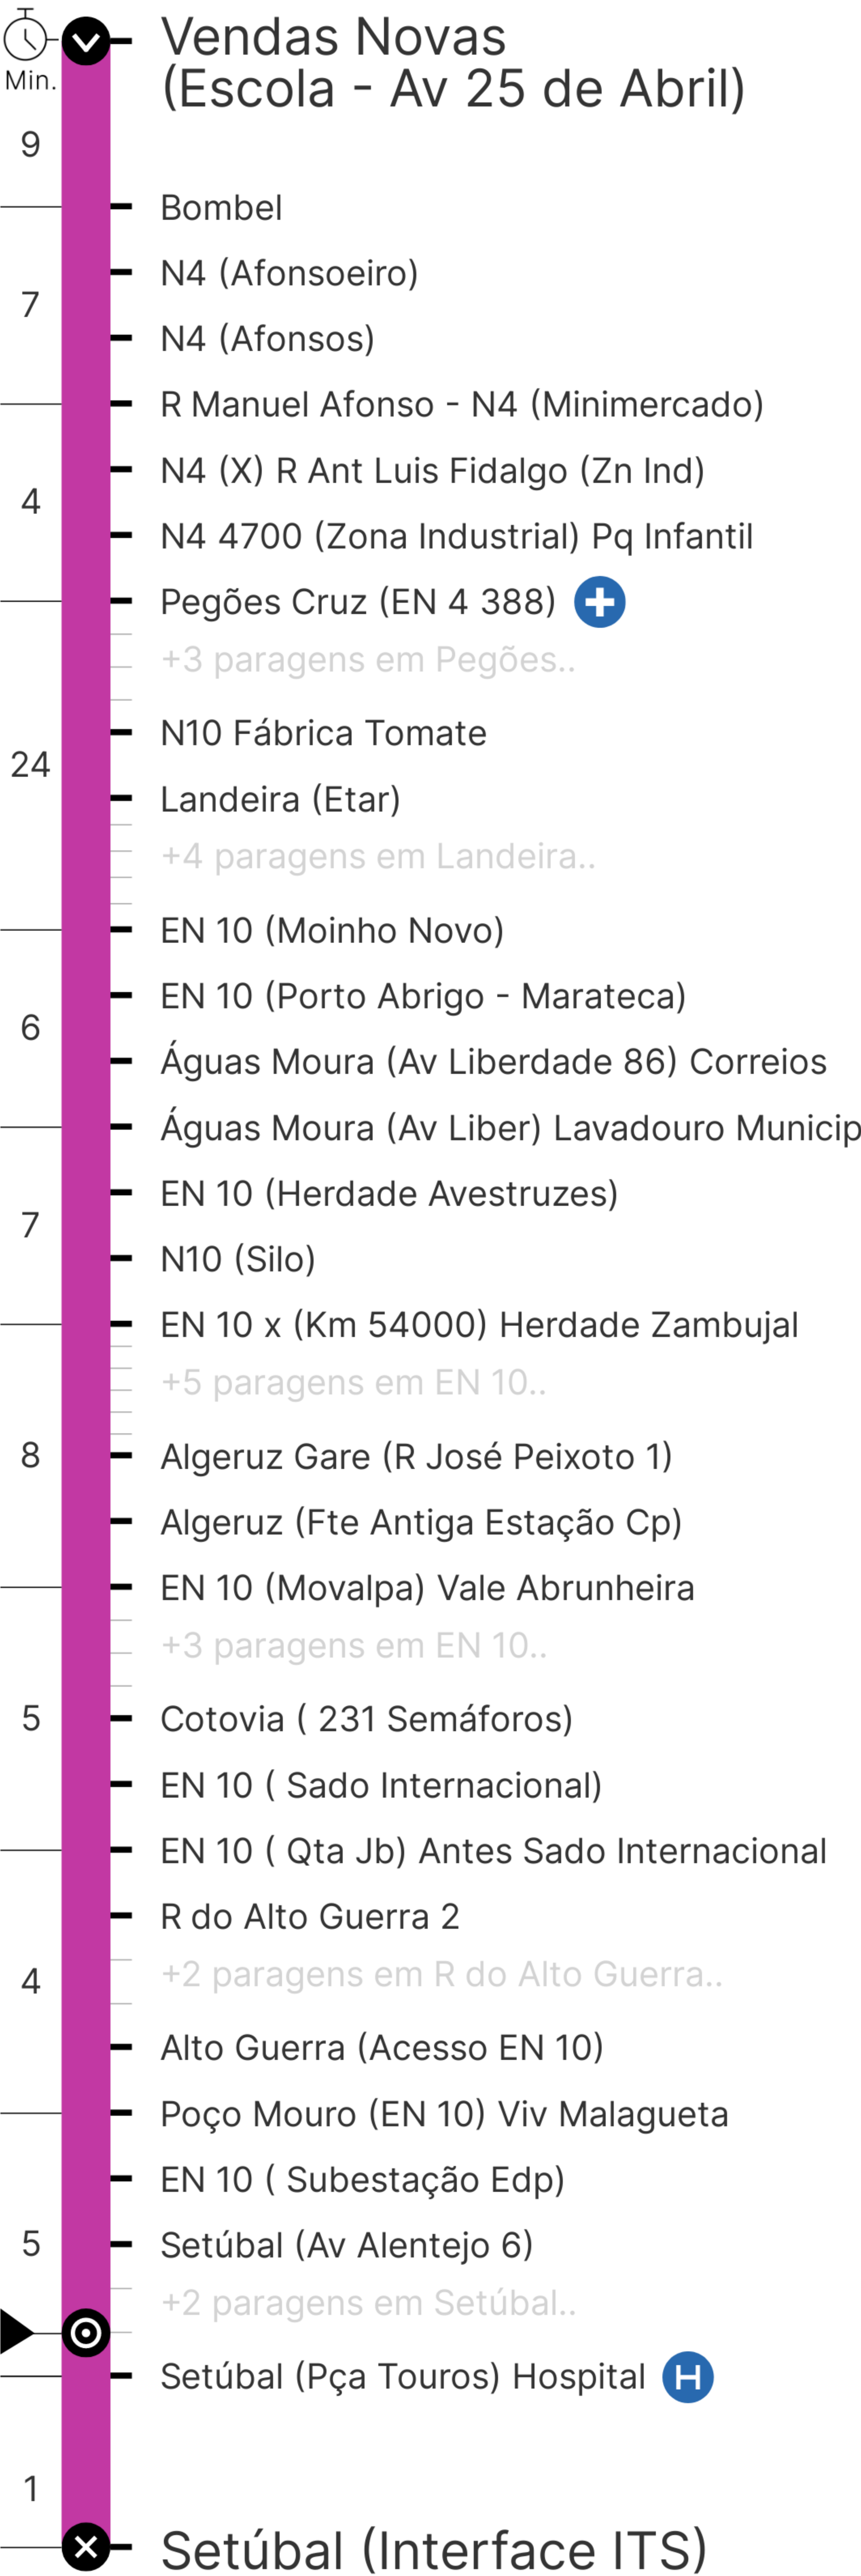 Vendas Novas
(Escola - Av 25 de Abril)
Min.
9
Bombel
N4 (Afonsoeiro)
7
N4 (Afonsos)
R Manuel Afonso - N4 (Minimercado)
N4 (X) R Ant Luis Fidalgo (Zn Ind)
4
N4 4700 (Zona Industrial) Pq Infantil
Pegões Cruz (EN 4 388)
+3 paragens em Pegões..
N10 Fábrica Tomate
24
Landeira (Etar)
+4 paragens em Landeira..
EN 10 (Moinho Novo)
EN 10 (Porto Abrigo - Marateca)
6
Águas Moura (Av Liberdade 86) Correios
Águas Moura (Av Liber) Lavadouro Municip
EN 10 (Herdade Avestruzes)
7
N10 (Silo)
EN 10 x (Km 54000) Herdade Zambujal
+5 paragens em EN 10..
8
Algeruz Gare (R José Peixoto 1)
Algeruz (Fte Antiga Estação Cp)
EN 10 (Movalpa) Vale Abrunheira
+3 paragens em EN 10..
5
Cotovia ( 231 Semáforos)
EN 10 ( Sado Internacional)
EN 10 ( Qta Jb) Antes Sado Internacional
R do Alto Guerra 2
+2 paragens em R do Alto Guerra..
4
Alto Guerra (Acesso EN 10)
Poço Mouro (EN 10) Viv Malagueta
EN 10 ( Subestação Edp)
5
Setúbal (Av Alentejo 6)
+2 paragens em Setúbal..
Setúbal (Pça Touros) Hospital H
1
Setúbal (Interface ITS)